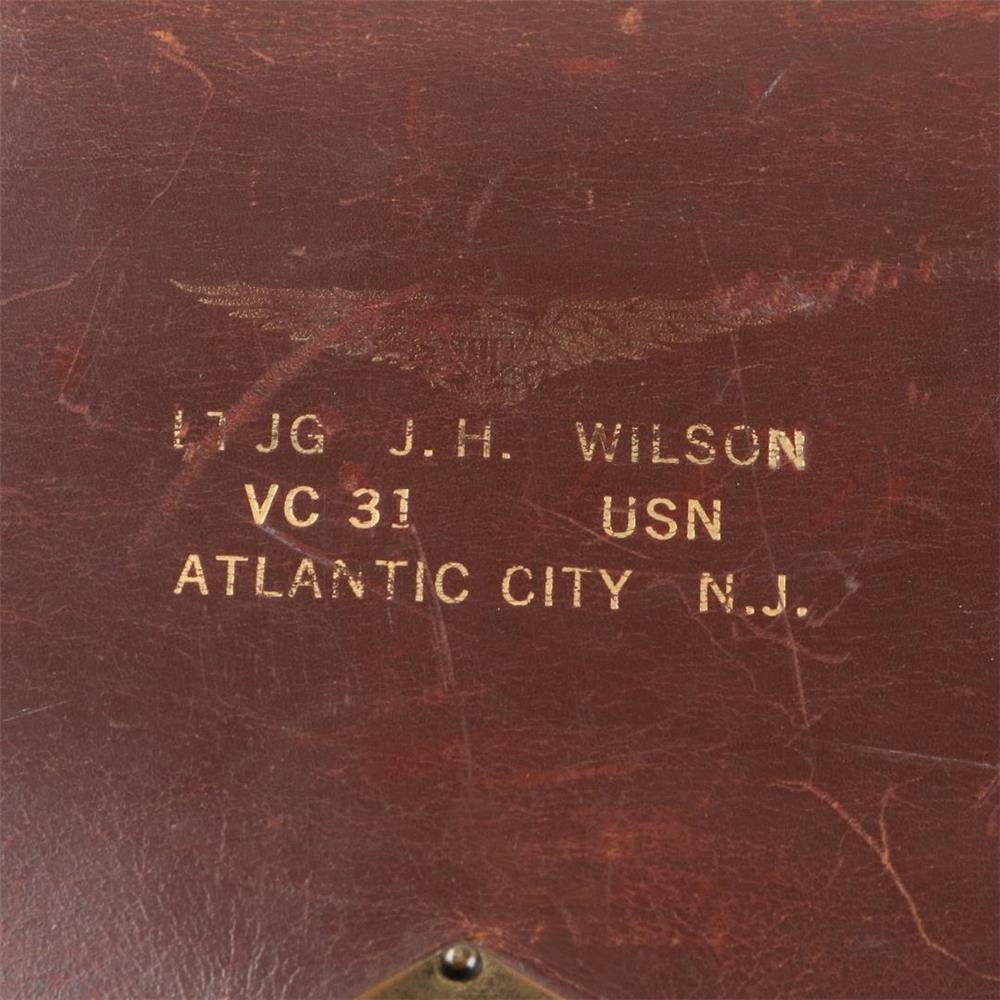 LT JG J. H. WILSON
VC 31 USN
ATLANTIC CITY N.J.